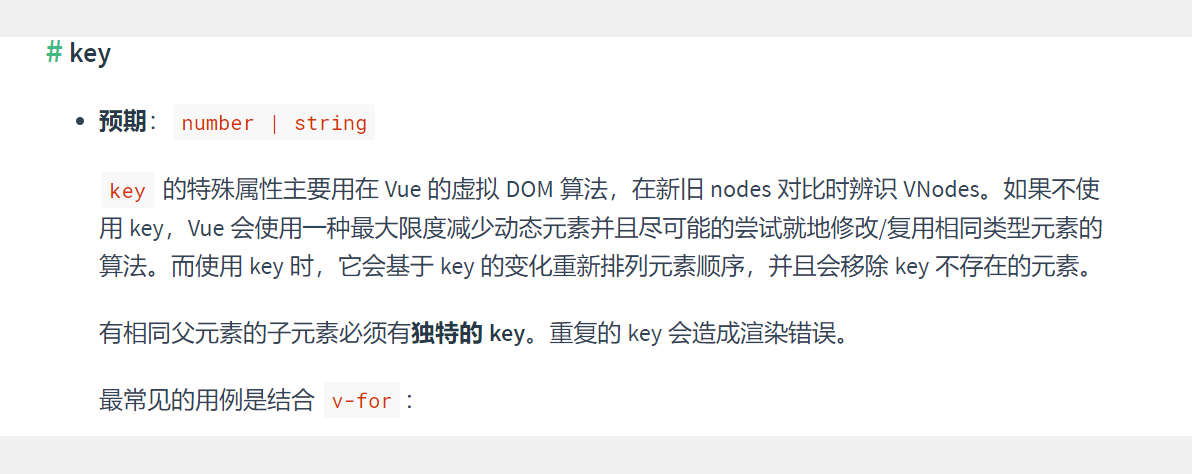 # key
预期： number | string
key 的特殊属性主要用在 Vue 的虚拟 DOM 算法，在新旧 nodes 对比时辨识 VNodes。如果不使
用 key，Vue 会使用一种最大限度减少动态元素并且尽可能的尝试就地修改/复用相同类型元素的
算法。而使用 key 时，它会基于 key 的变化重新排列元素顺序，并且会移除 key 不存在的元素。
有相同父元素的子元素必须有独特的 key。重复的 key 会造成渲染错误。
最常见的用例是结合 v-for：